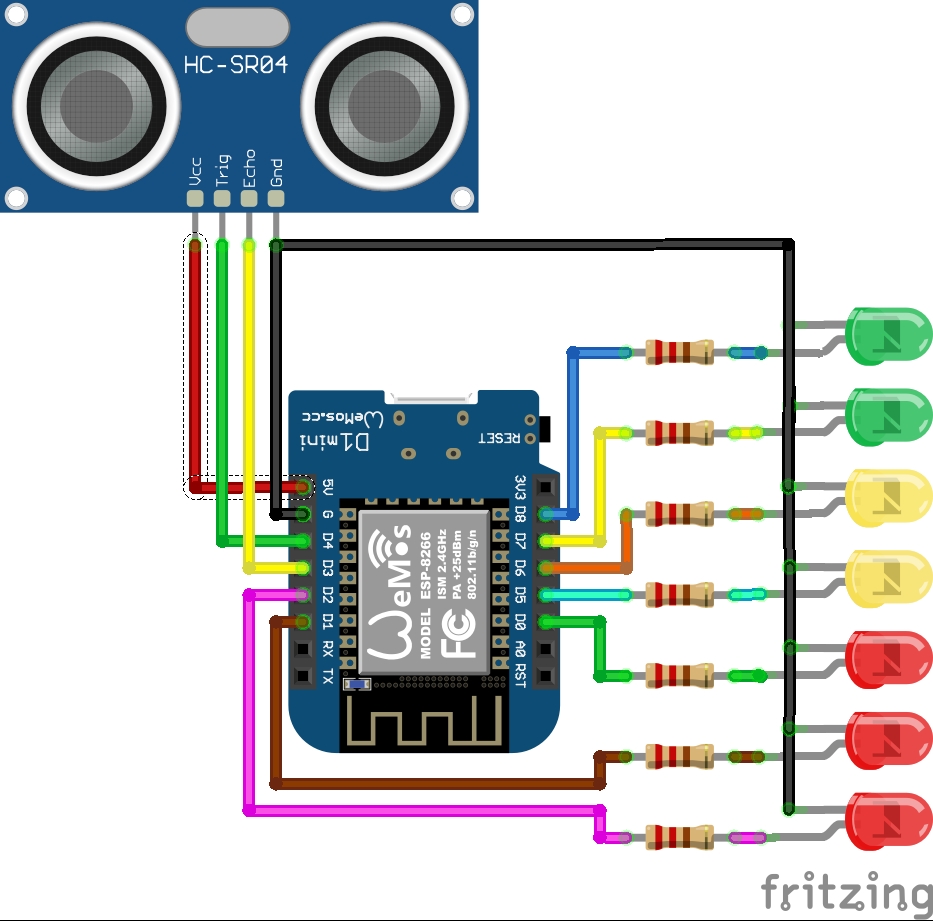 HC-SR04
Vcc
Trig
Echo
Gnd
WeMos.cc
D1 mini
RESET
5V
G
D4
D3
D2
D1
RX
TX
3V3
D8
D7
D6
D5
D0
A0
RST
WeMos
MODEL ESP-8266
ISM 2.4GHz
PA +25dBm
802.11b/g/n
FC
fritzing